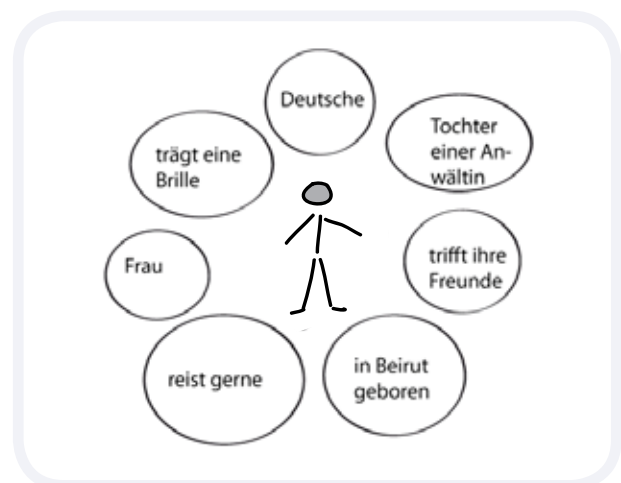 Deutsche
Tochter
einer An-
wältin
trägt eine
Brille
trifft ihre
Freunde
Frau
in Beirut
geboren
reist gerne